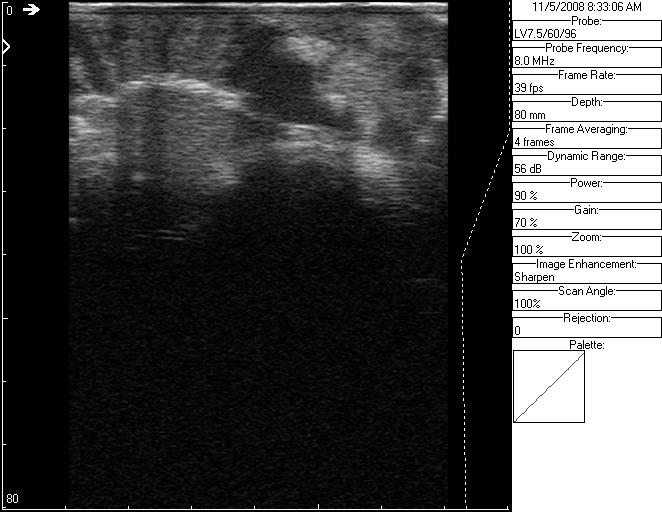 0
80
11/5/2008 8:33:06 AM
Probe:
LV7.5/60/96
Probe Frequency:
8.0 MHz
Frame Rate:
39 fps
Depth:
80 mm
Frame Averaging:
4 frames
Dynamic Range:
56 dB
Power:
90 %
Gain:
70 %
Zoom:
100 %
Image Enhancement:
Sharpen
Scan Angle:
100%
Rejection:
0
Palette: